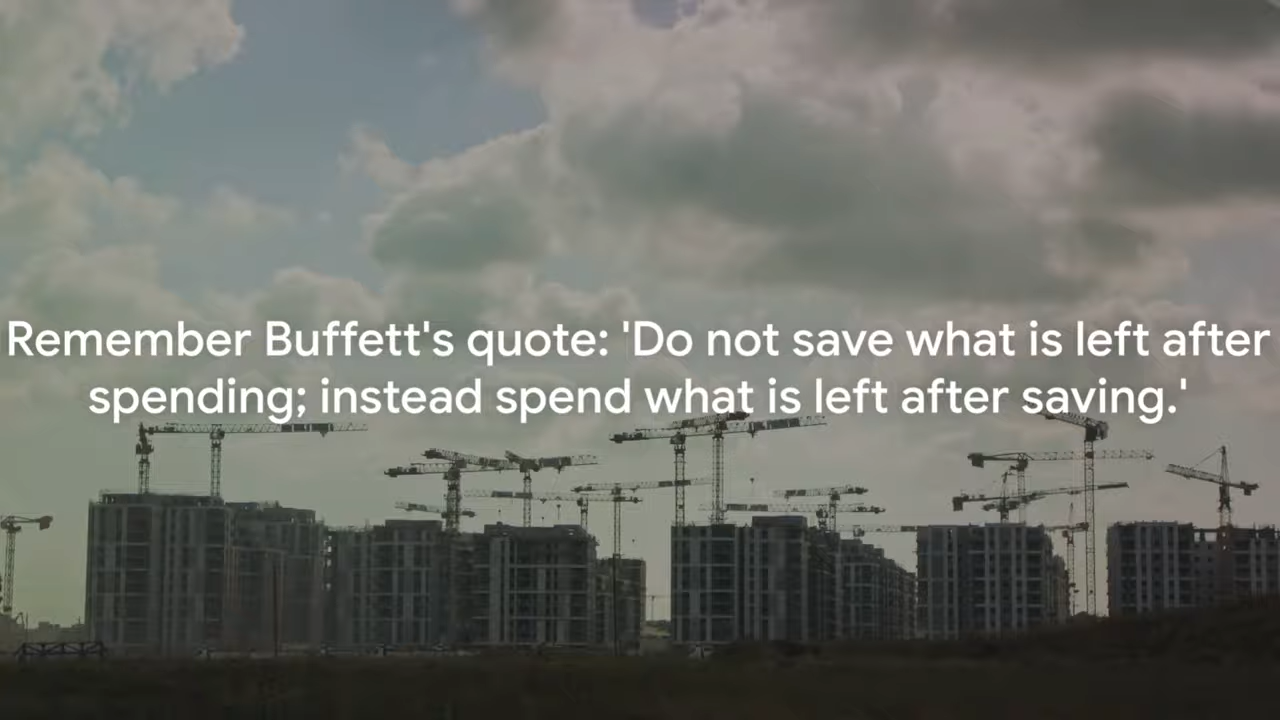 Remember Buffett's quote: 'Do not save what is left after
spending; instead spend what is left after saving.'